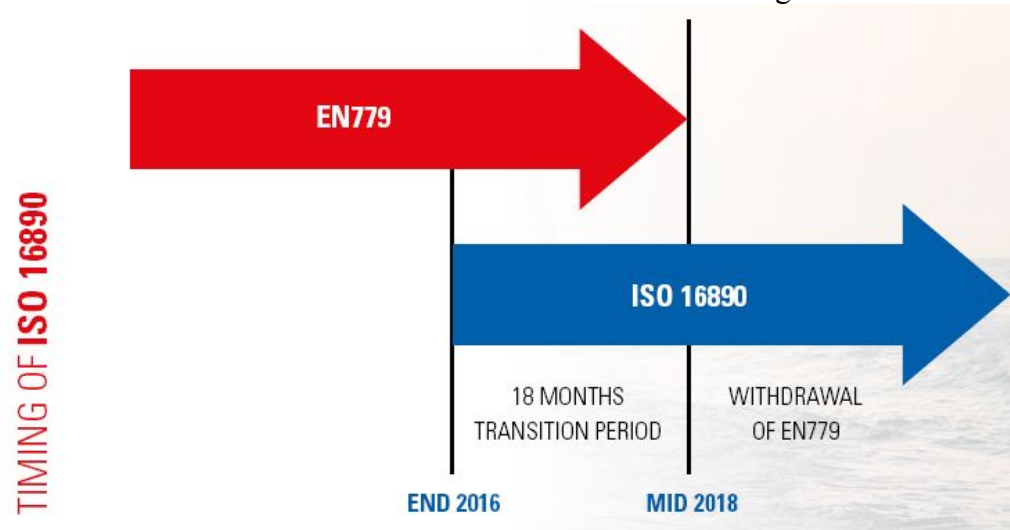 EN779
TIMING OF ISO 16890
ISO 16890
18 MONTHS
TRANSITION PERIOD
WITHDRAWAL
OF EN779
END 2016
MID 2018